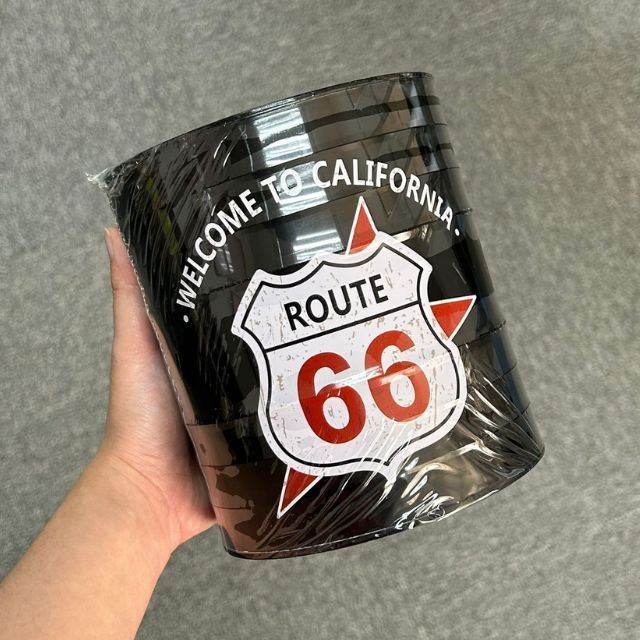 • WELCOME TO CALIFORNIA •
ROUTE
66